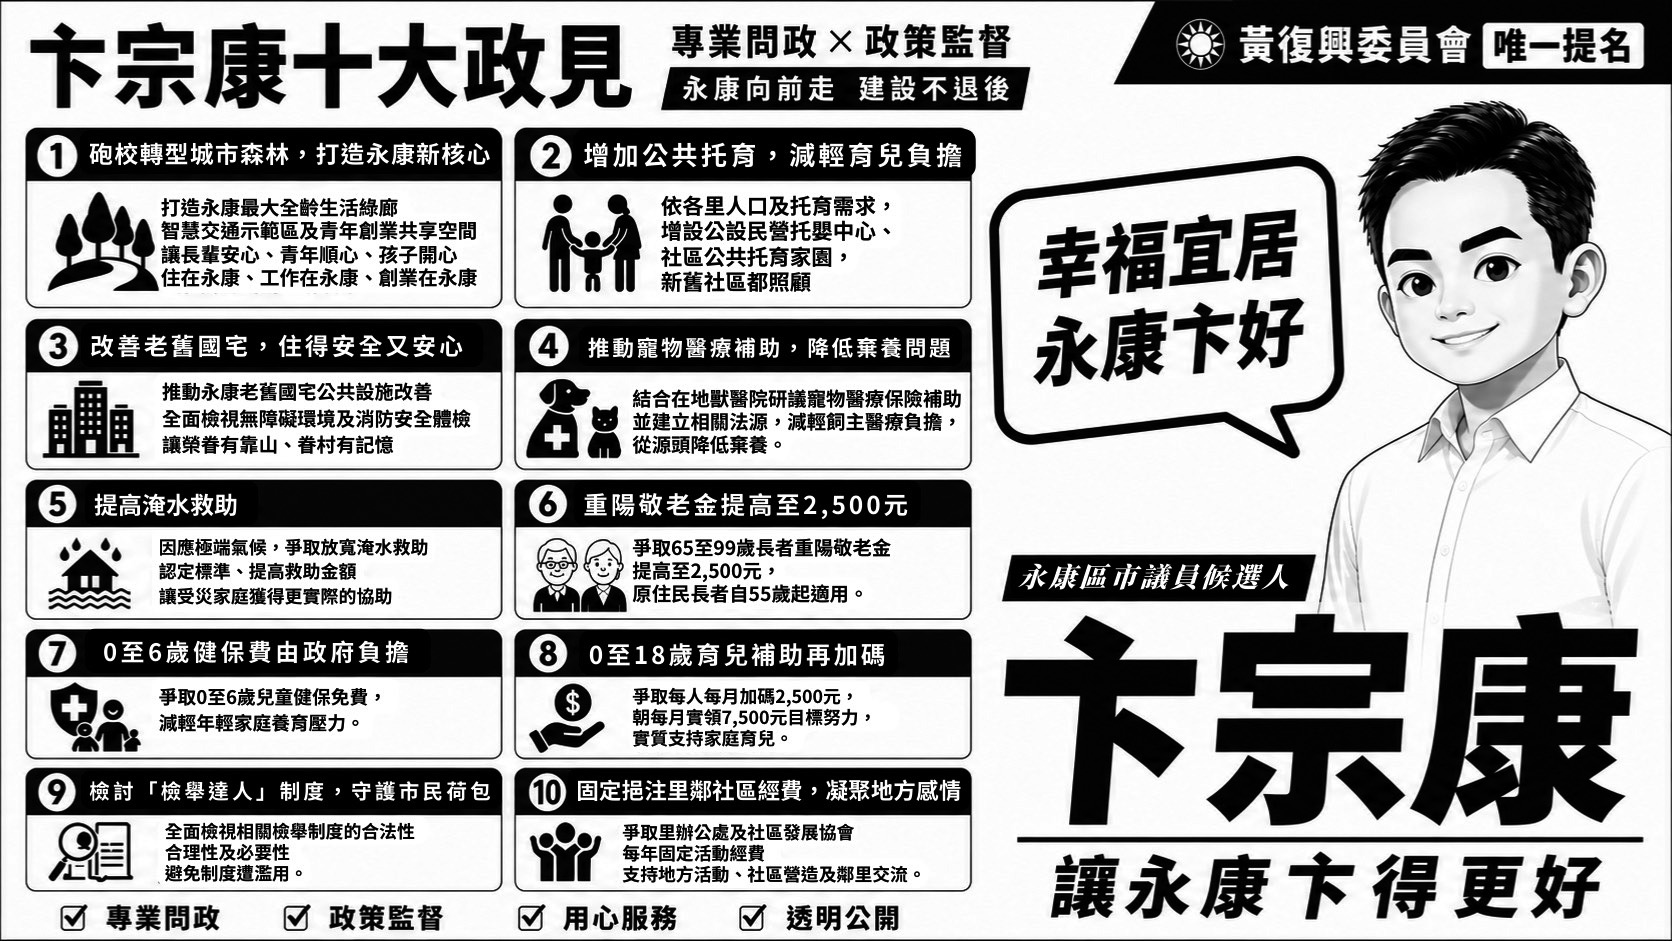 卞宗康十大政見
專業問政×政策監督
永康向前走 建設不退後
黃復興委員會 唯一提名
1 砲校轉型城市森林，打造永康新核心
打造永康最大全齡生活綠廊
智慧交通示範區及青年創業共享空間
讓長輩安心、青年順心、孩子開心
住在永康、工作在永康、創業在永康
2 增加公共托育，減輕育兒負擔
依各里人口及托育需求，
增設公設民營托嬰中心、
社區公共托育家園，
新舊社區都照顧
3 改善老舊國宅，住得安全又安心
推動永康老舊國宅公共設施改善
全面檢視無障礙環境及消防安全體檢
讓榮眷有靠山、眷村有記憶
4 推動寵物醫療補助，降低棄養問題
結合在地獸醫院研議寵物醫療保險補助
並建立相關法源，減輕飼主醫療負擔，
從源頭降低棄養。
5 提高淹水救助
因應極端氣候，爭取放寬淹水救助
認定標準、提高救助金額
讓受災家庭獲得更實際的協助
6 重陽敬老金提高至2,500元
爭取65至99歲長者重陽敬老金
提高至2,500元，
原住民長者自55歲起適用。
7 0至6歲健保費由政府負擔
爭取0至6歲兒童健保免費，
減輕年輕家庭養育壓力。
8 0至18歲育兒補助再加碼
$
爭取每人每月加碼2,500元，
朝每月實領7,500元目標努力，
實質支持家庭育兒。
9 檢討「檢舉達人」制度，守護市民荷包
全面檢視相關檢舉制度的合法性
合理性及必要性
避免制度遭濫用。
10 固定挹注里鄰社區經費，凝聚地方感情
爭取里辦公處及社區發展協會
每年固定活動經費
支持地方活動、社區營造及鄰里交流。
專業問政 政策監督 用心服務 透明公開
幸福宜居
永康卞好
永康區市議員候選人
卞宗康
讓永康卞得更好